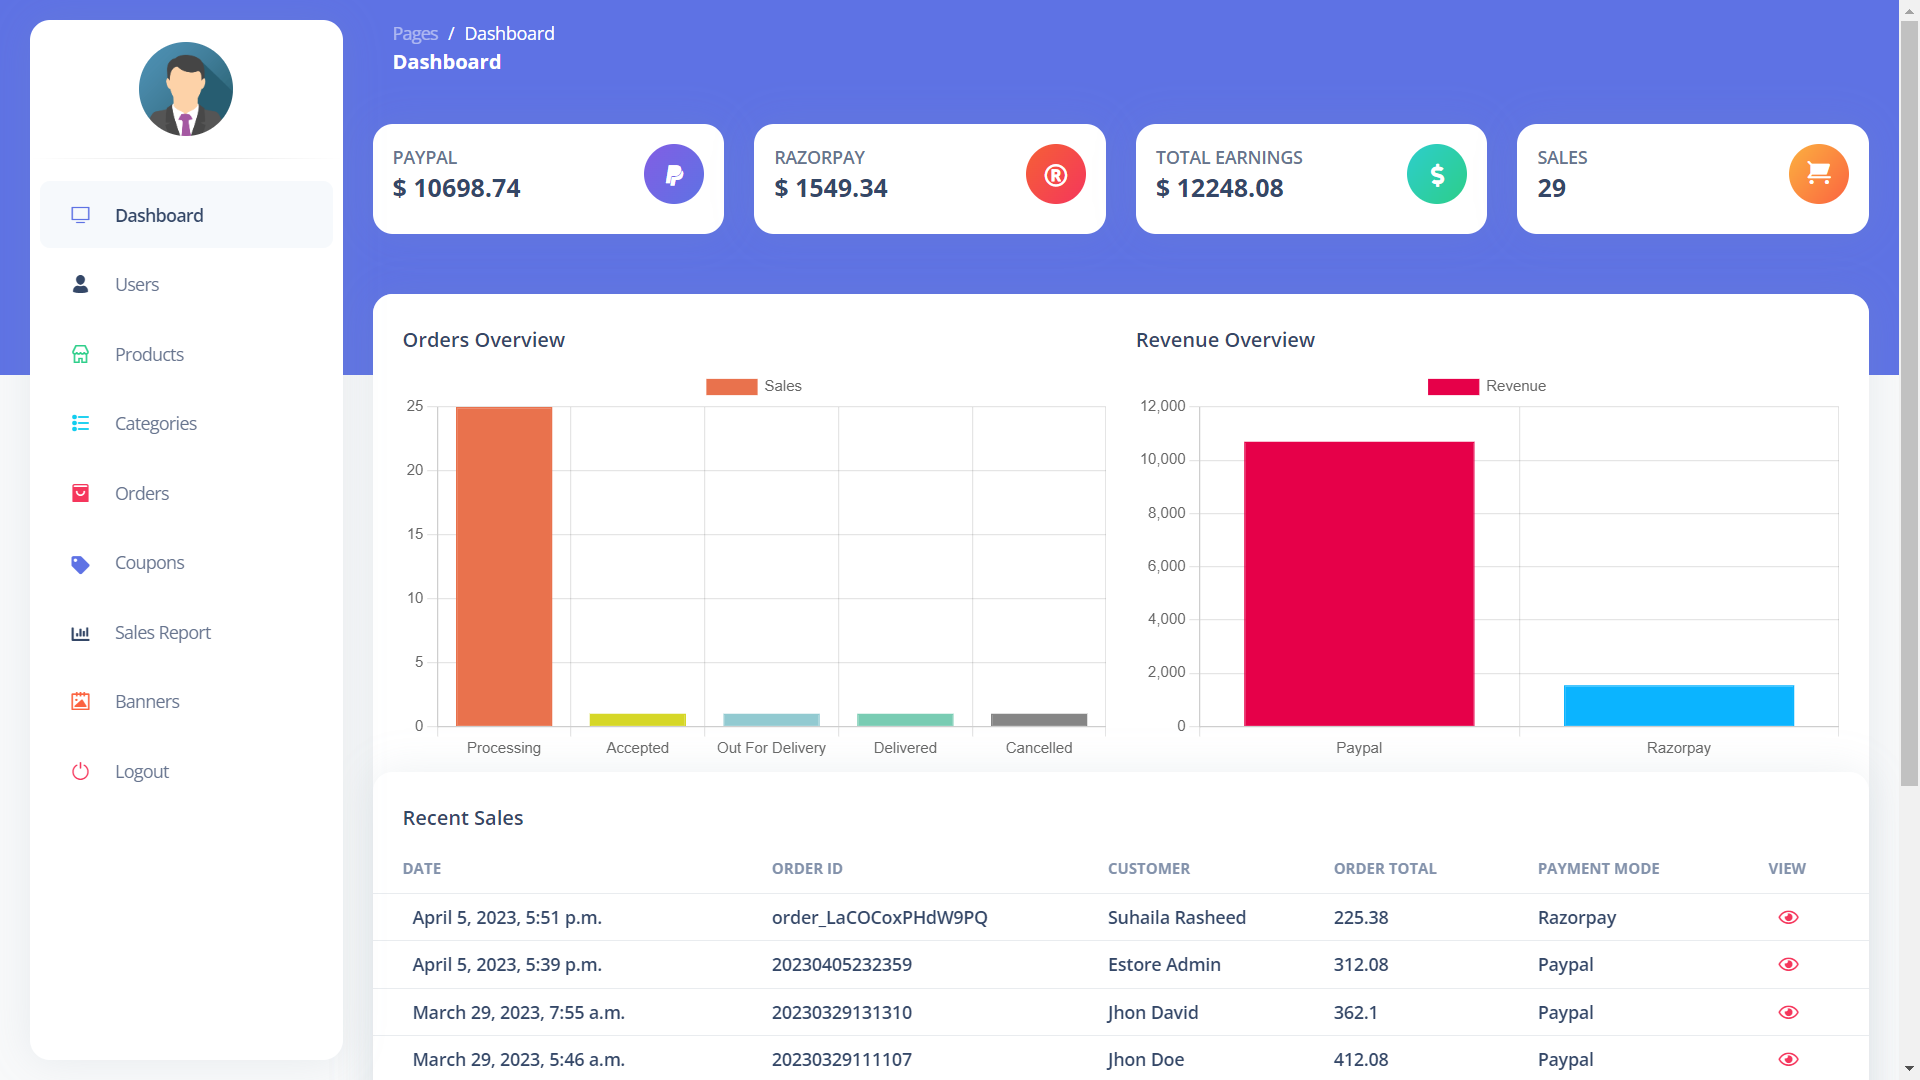 Pages / Dashboard
Dashboard
Dashboard
Users
Products
Categories
Orders
Coupons
Sales Report
Banners
Logout
PAYPAL
$ 10698.74
RAZORPAY
$ 1549.34
TOTAL EARNINGS
$ 12248.08
SALES
29
Orders Overview
Sales
25
20
15
10
5
0
Processing Accepted Out For Delivery Delivered Cancelled
Revenue Overview
Revenue
12,000
10,000
8,000
6,000
4,000
2,000
0
Paypal Razorpay
Recent Sales
DATE ORDER ID CUSTOMER ORDER TOTAL PAYMENT MODE VIEW
April 5, 2023, 5:51 p.m. order_LaCOCoxPHdW9PQ Suhaila Rasheed 225.38 Razorpay
April 5, 2023, 5:39 p.m. 20230405232359 Estore Admin 312.08 Paypal
March 29, 2023, 7:55 a.m. 20230329131310 Jhon David 362.1 Paypal
March 29, 2023, 5:46 a.m. 20230329111107 Jhon Doe 412.08 Paypal